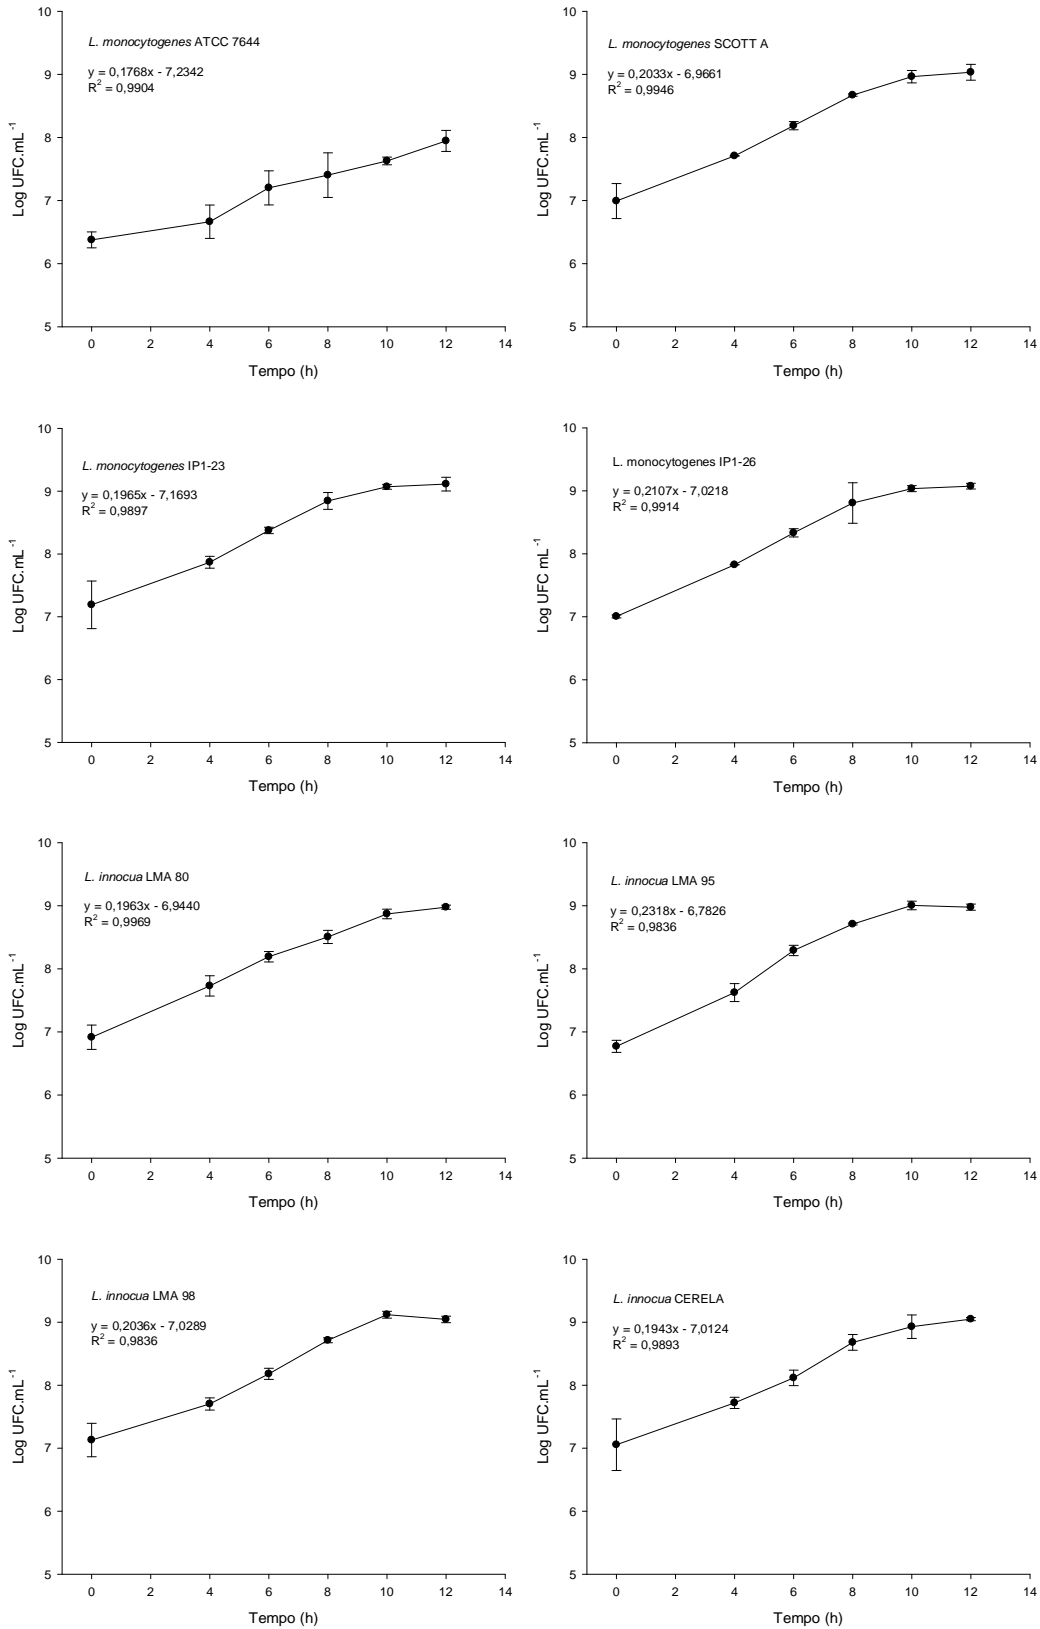 L. monocytogenes ATCC 7644
y = 0,1768x - 7,2342
R² = 0,9904
10
9
8
7
6
5
Log UFC.mL⁻¹
0 2 4 6 8 10 12 14
Tempo (h)
L. monocytogenes SCOTT A
y = 0,2033x - 6,9661
R² = 0,9946
10
9
8
7
6
5
Log UFC.mL⁻¹
0 2 4 6 8 10 12 14
Tempo (h)
L. monocytogenes IP1-23
y = 0,1965x - 7,1693
R² = 0,9897
10
9
8
7
6
5
Log UFC.mL⁻¹
0 2 4 6 8 10 12 14
Tempo (h)
L. monocytogenes IP1-26
y = 0,2107x - 7,0218
R² = 0,9914
10
9
8
7
6
5
Log UFC mL⁻¹
0 2 4 6 8 10 12 14
Tempo (h)
L. innocua LMA 80
y = 0,1963x - 6,9440
R² = 0,9969
10
9
8
7
6
5
Log UFC.mL⁻¹
0 2 4 6 8 10 12 14
Tempo (h)
L. innocua LMA 95
y = 0,2318x - 6,7826
R² = 0,9836
10
9
8
7
6
5
Log UFC.mL⁻¹
0 2 4 6 8 10 12 14
Tempo (h)
L. innocua LMA 98
y = 0,2036x - 7,0289
R² = 0,9836
10
9
8
7
6
5
Log UFC.mL⁻¹
0 2 4 6 8 10 12 14
Tempo (h)
L. innocua CERELA
y = 0,1943x - 7,0124
R² = 0,9893
10
9
8
7
6
5
Log UFC.mL⁻¹
0 2 4 6 8 10 12 14
Tempo (h)